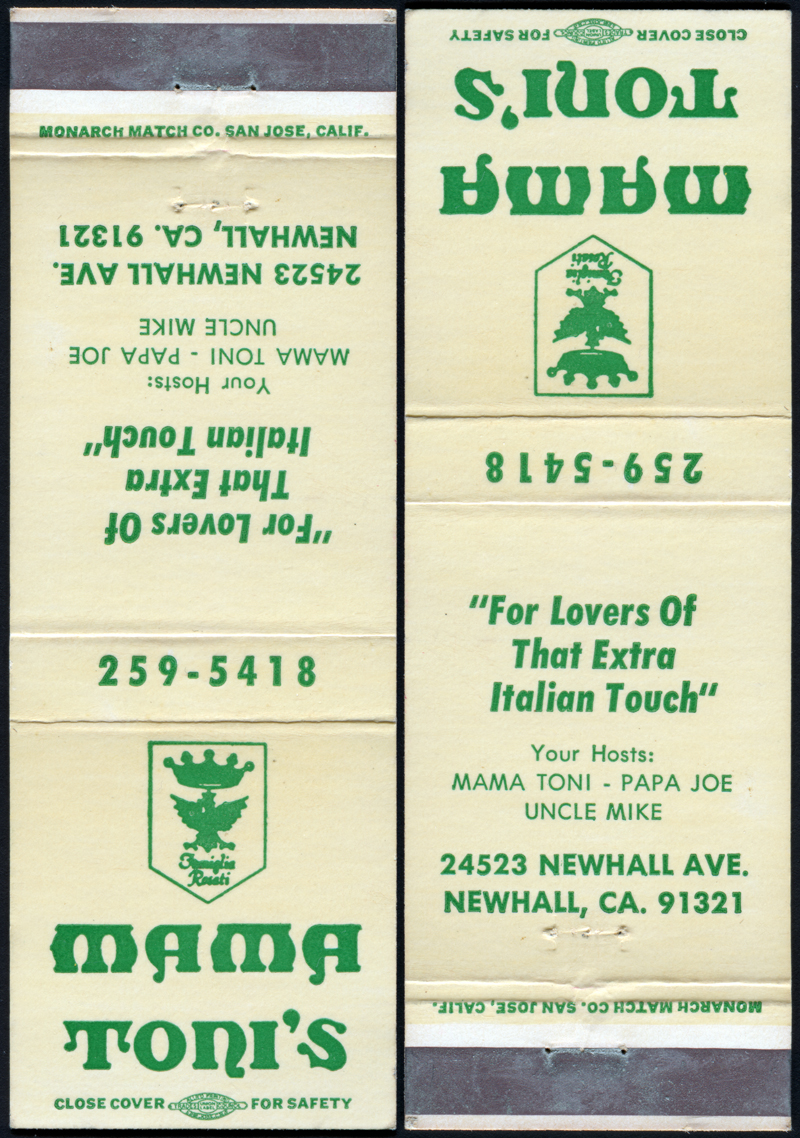 MONARCH MATCH CO. SAN JOSE, CALIF.
"For Lovers Of
That Extra
Italian Touch"
Your Hosts:
MAMA TONI - PAPA JOE
UNCLE MIKE
24523 NEWHALL AVE.
NEWHALL, CA. 91321
259-5418
Famiglia
Rosati
MAMA
TONI'S
CLOSE COVER FOR SAFETY
CLOSE COVER FOR SAFETY
MAMA
TONI'S
Famiglia
Rosati
259-5418
"For Lovers Of
That Extra
Italian Touch"
Your Hosts:
MAMA TONI - PAPA JOE
UNCLE MIKE
24523 NEWHALL AVE.
NEWHALL, CA. 91321
MONARCH MATCH CO. SAN JOSE, CALIF.